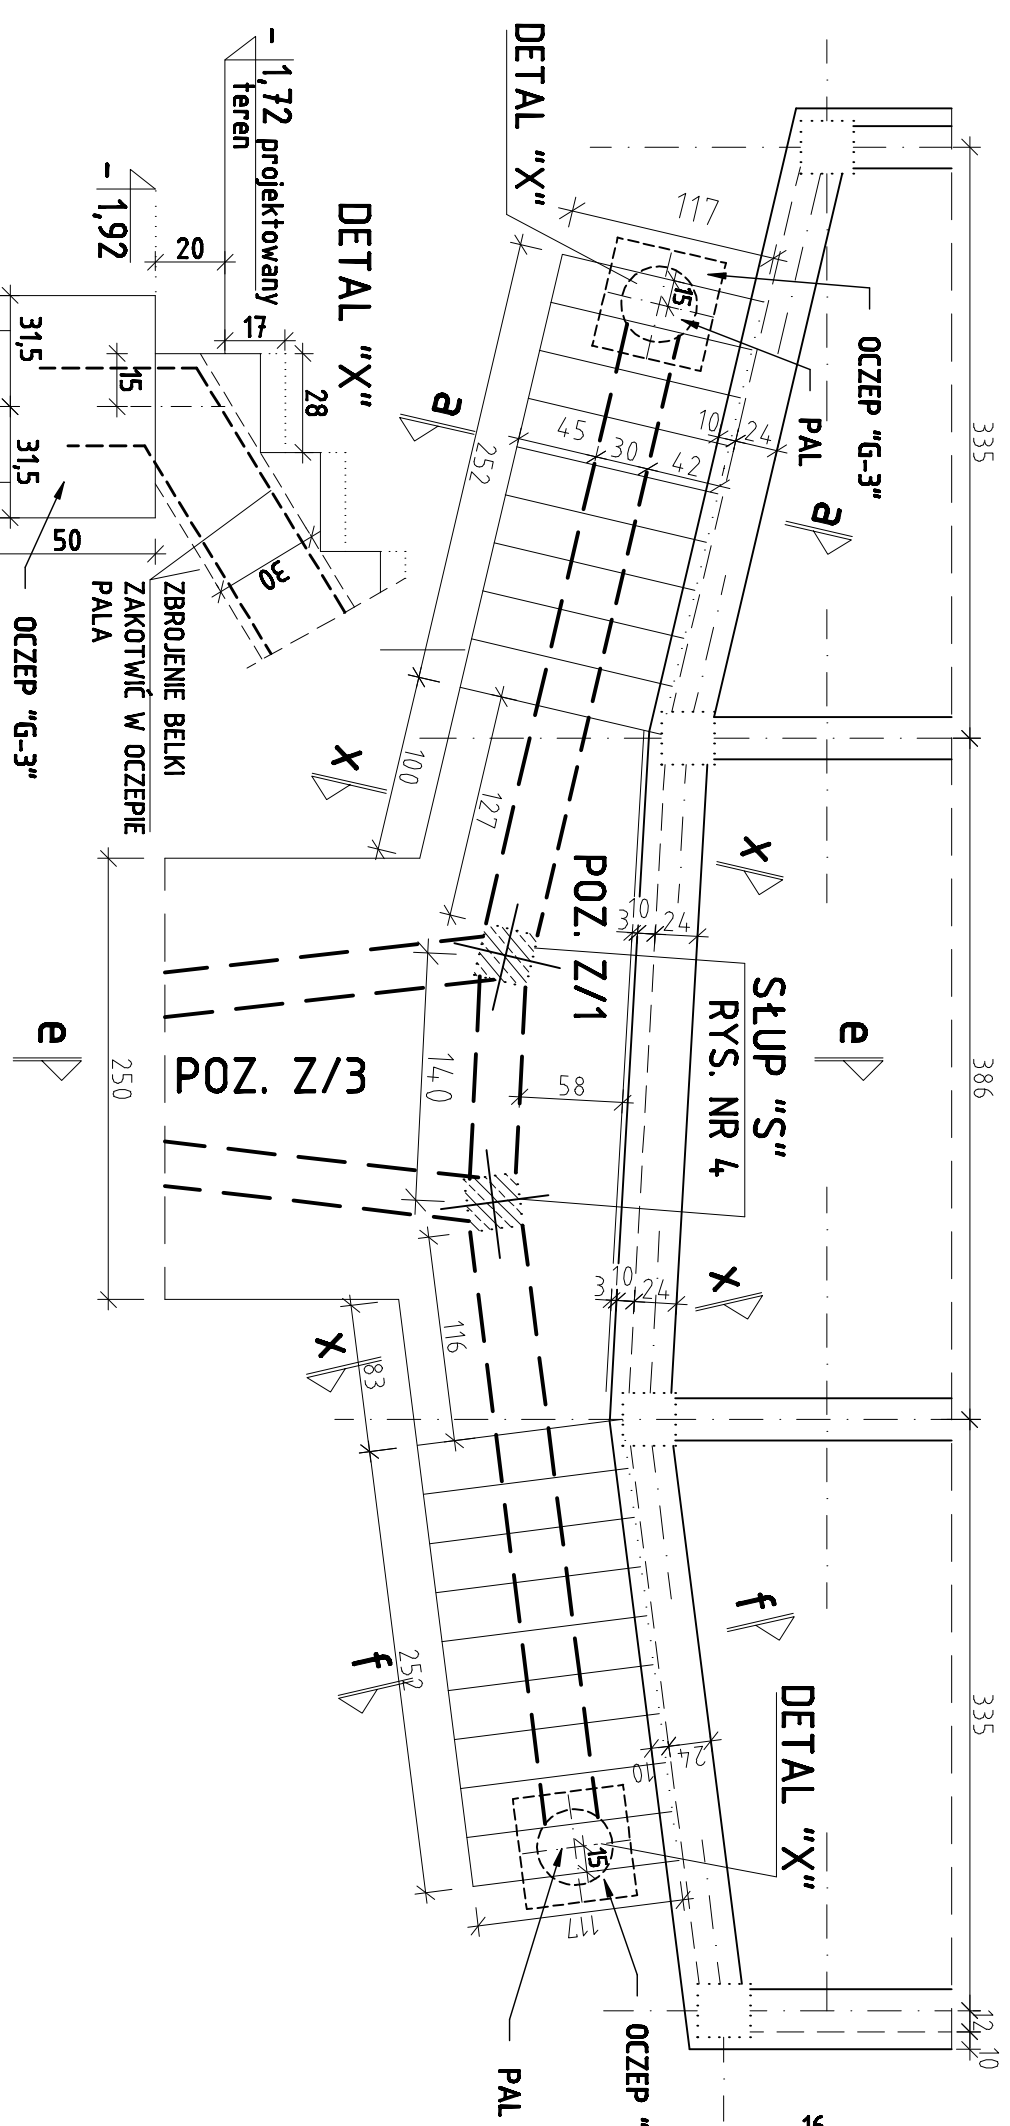 DETAL "X"
117
OCZEP "G-3"
PAL
15
335
386
335
12
10
- 1,72 projektowany
teren
- 1,92
20
17
28
DETAL "X"
31,5
15
31,5
50
30
ZBROJENIE BELKI
ZAKOTWIĆ W OCZEPIE
PALA
OCZEP "G-3"
a
a
252
45
30
42
10
24
100
127
x
x
POZ. Z/1
3
10
24
SŁUP "S"
RYS. NR 4
e
e
250
POZ. Z/3
140
58
3
10
24
x
x
116
83
f
f
252
DETAL "X"
24
10
15
117
OCZEP "
PAL
16